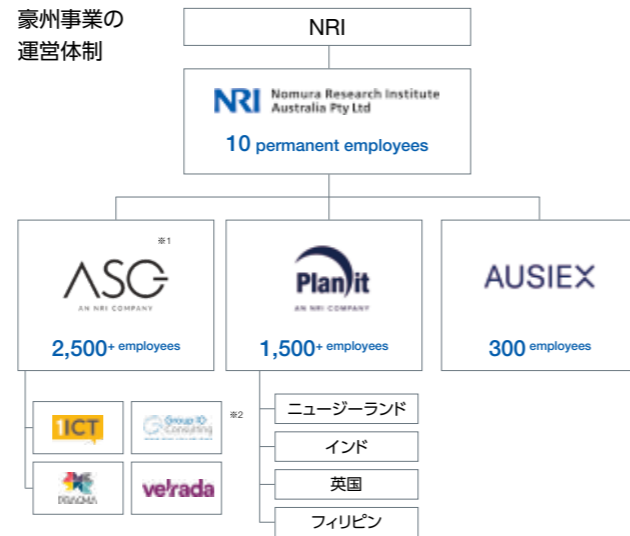 豪州事業の
運営体制
NRI
NRI Nomura Research Institute
Australia Pty Ltd
10 permanent employees
※1
ASG
AN NRI COMPANY
2,500+ employees
Planit
AN NRI COMPANY
1,500+ employees
AUSIEX
300 employees
1ICT
Group 10
Consulting
※2
PRAGMA
velrada
ニュージーランド
インド
英国
フィリピン